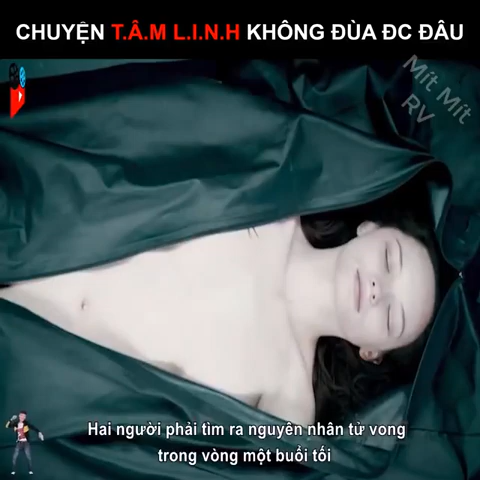 CHUYỆN T.Â.M L.I.N.H KHÔNG ĐÙA ĐC ĐÂU
Mít Mít
RV
Hai người phải tìm ra nguyên nhân tử vong
trong vòng một buổi tối